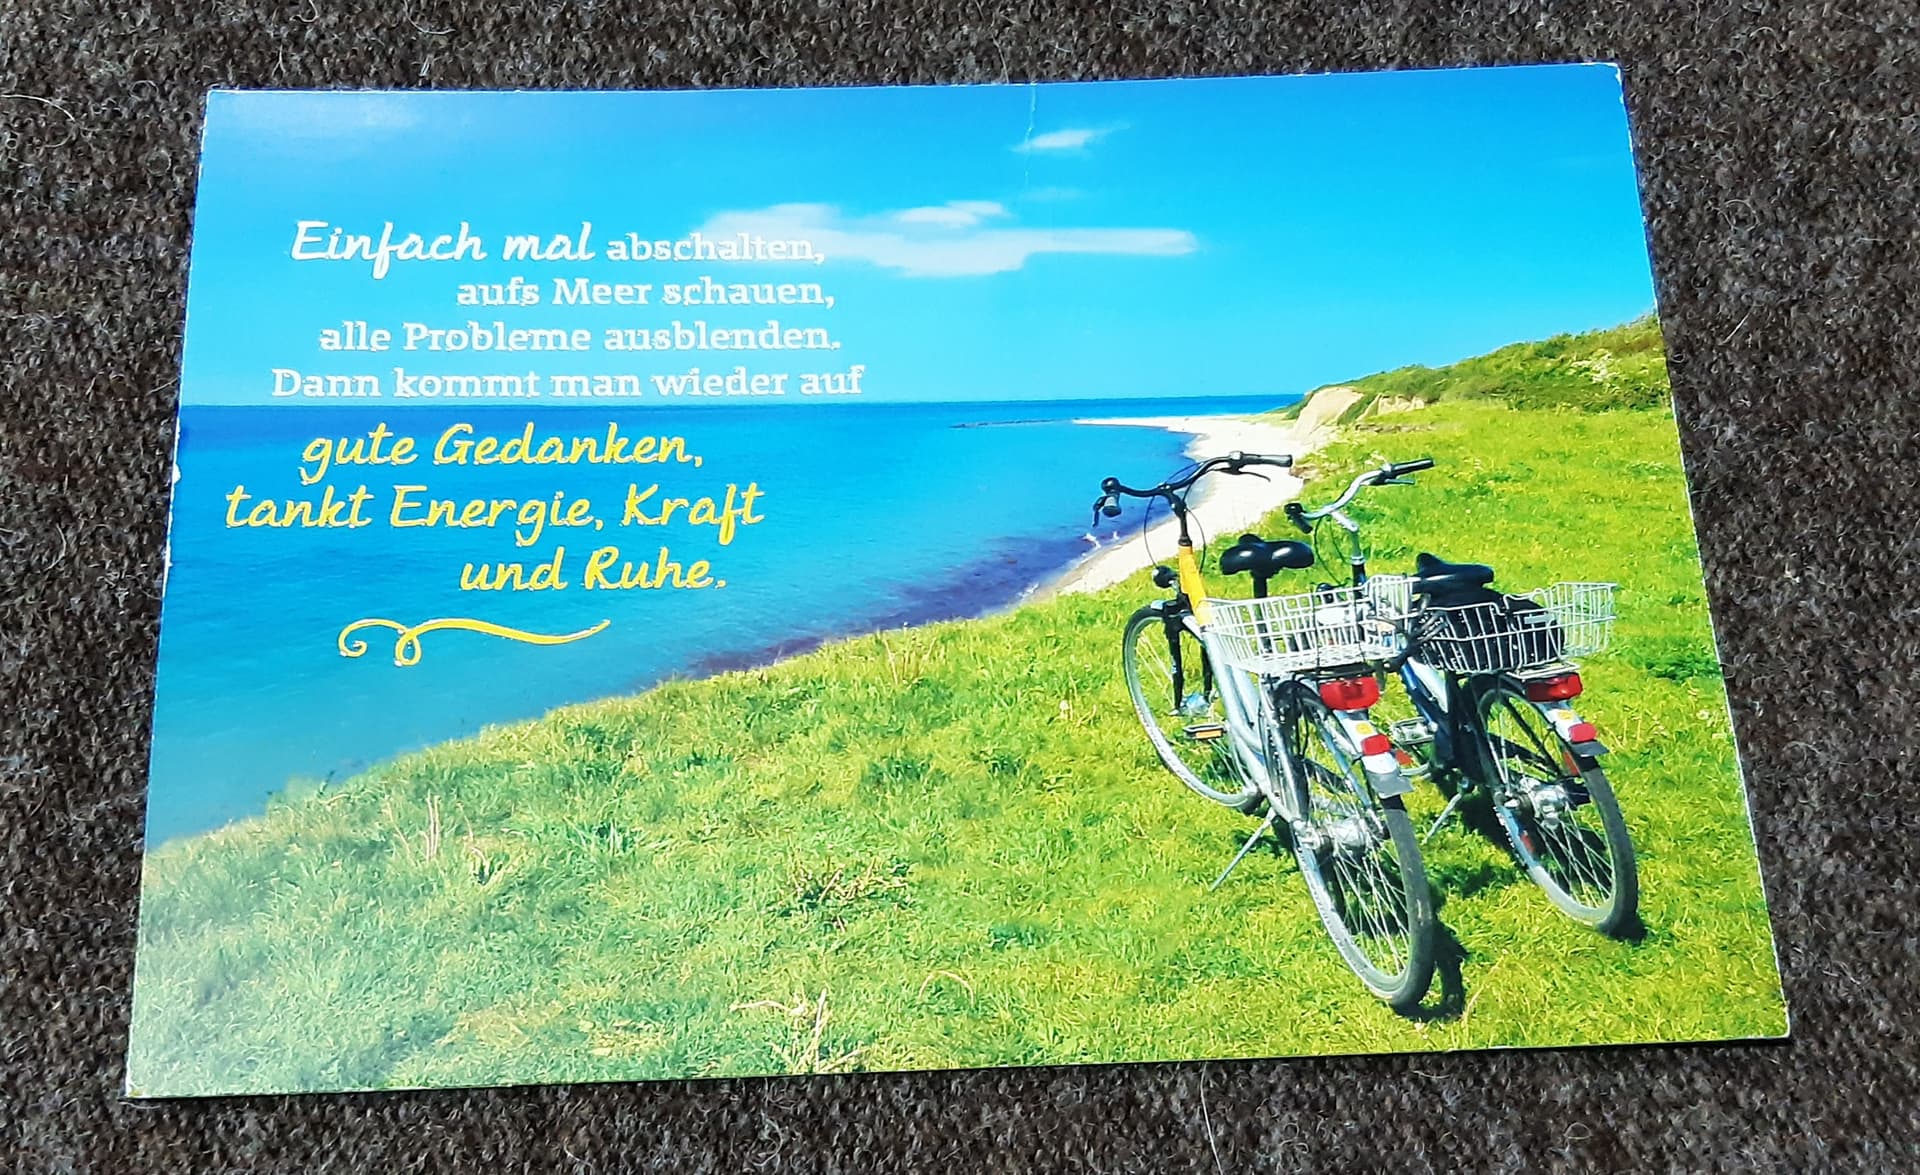 Einfach mal abschalten,
aufs Meer schauen,
alle Probleme ausblenden.
Dann kommt man wieder auf
gute Gedanken,
tankt Energie, Kraft
und Ruhe.